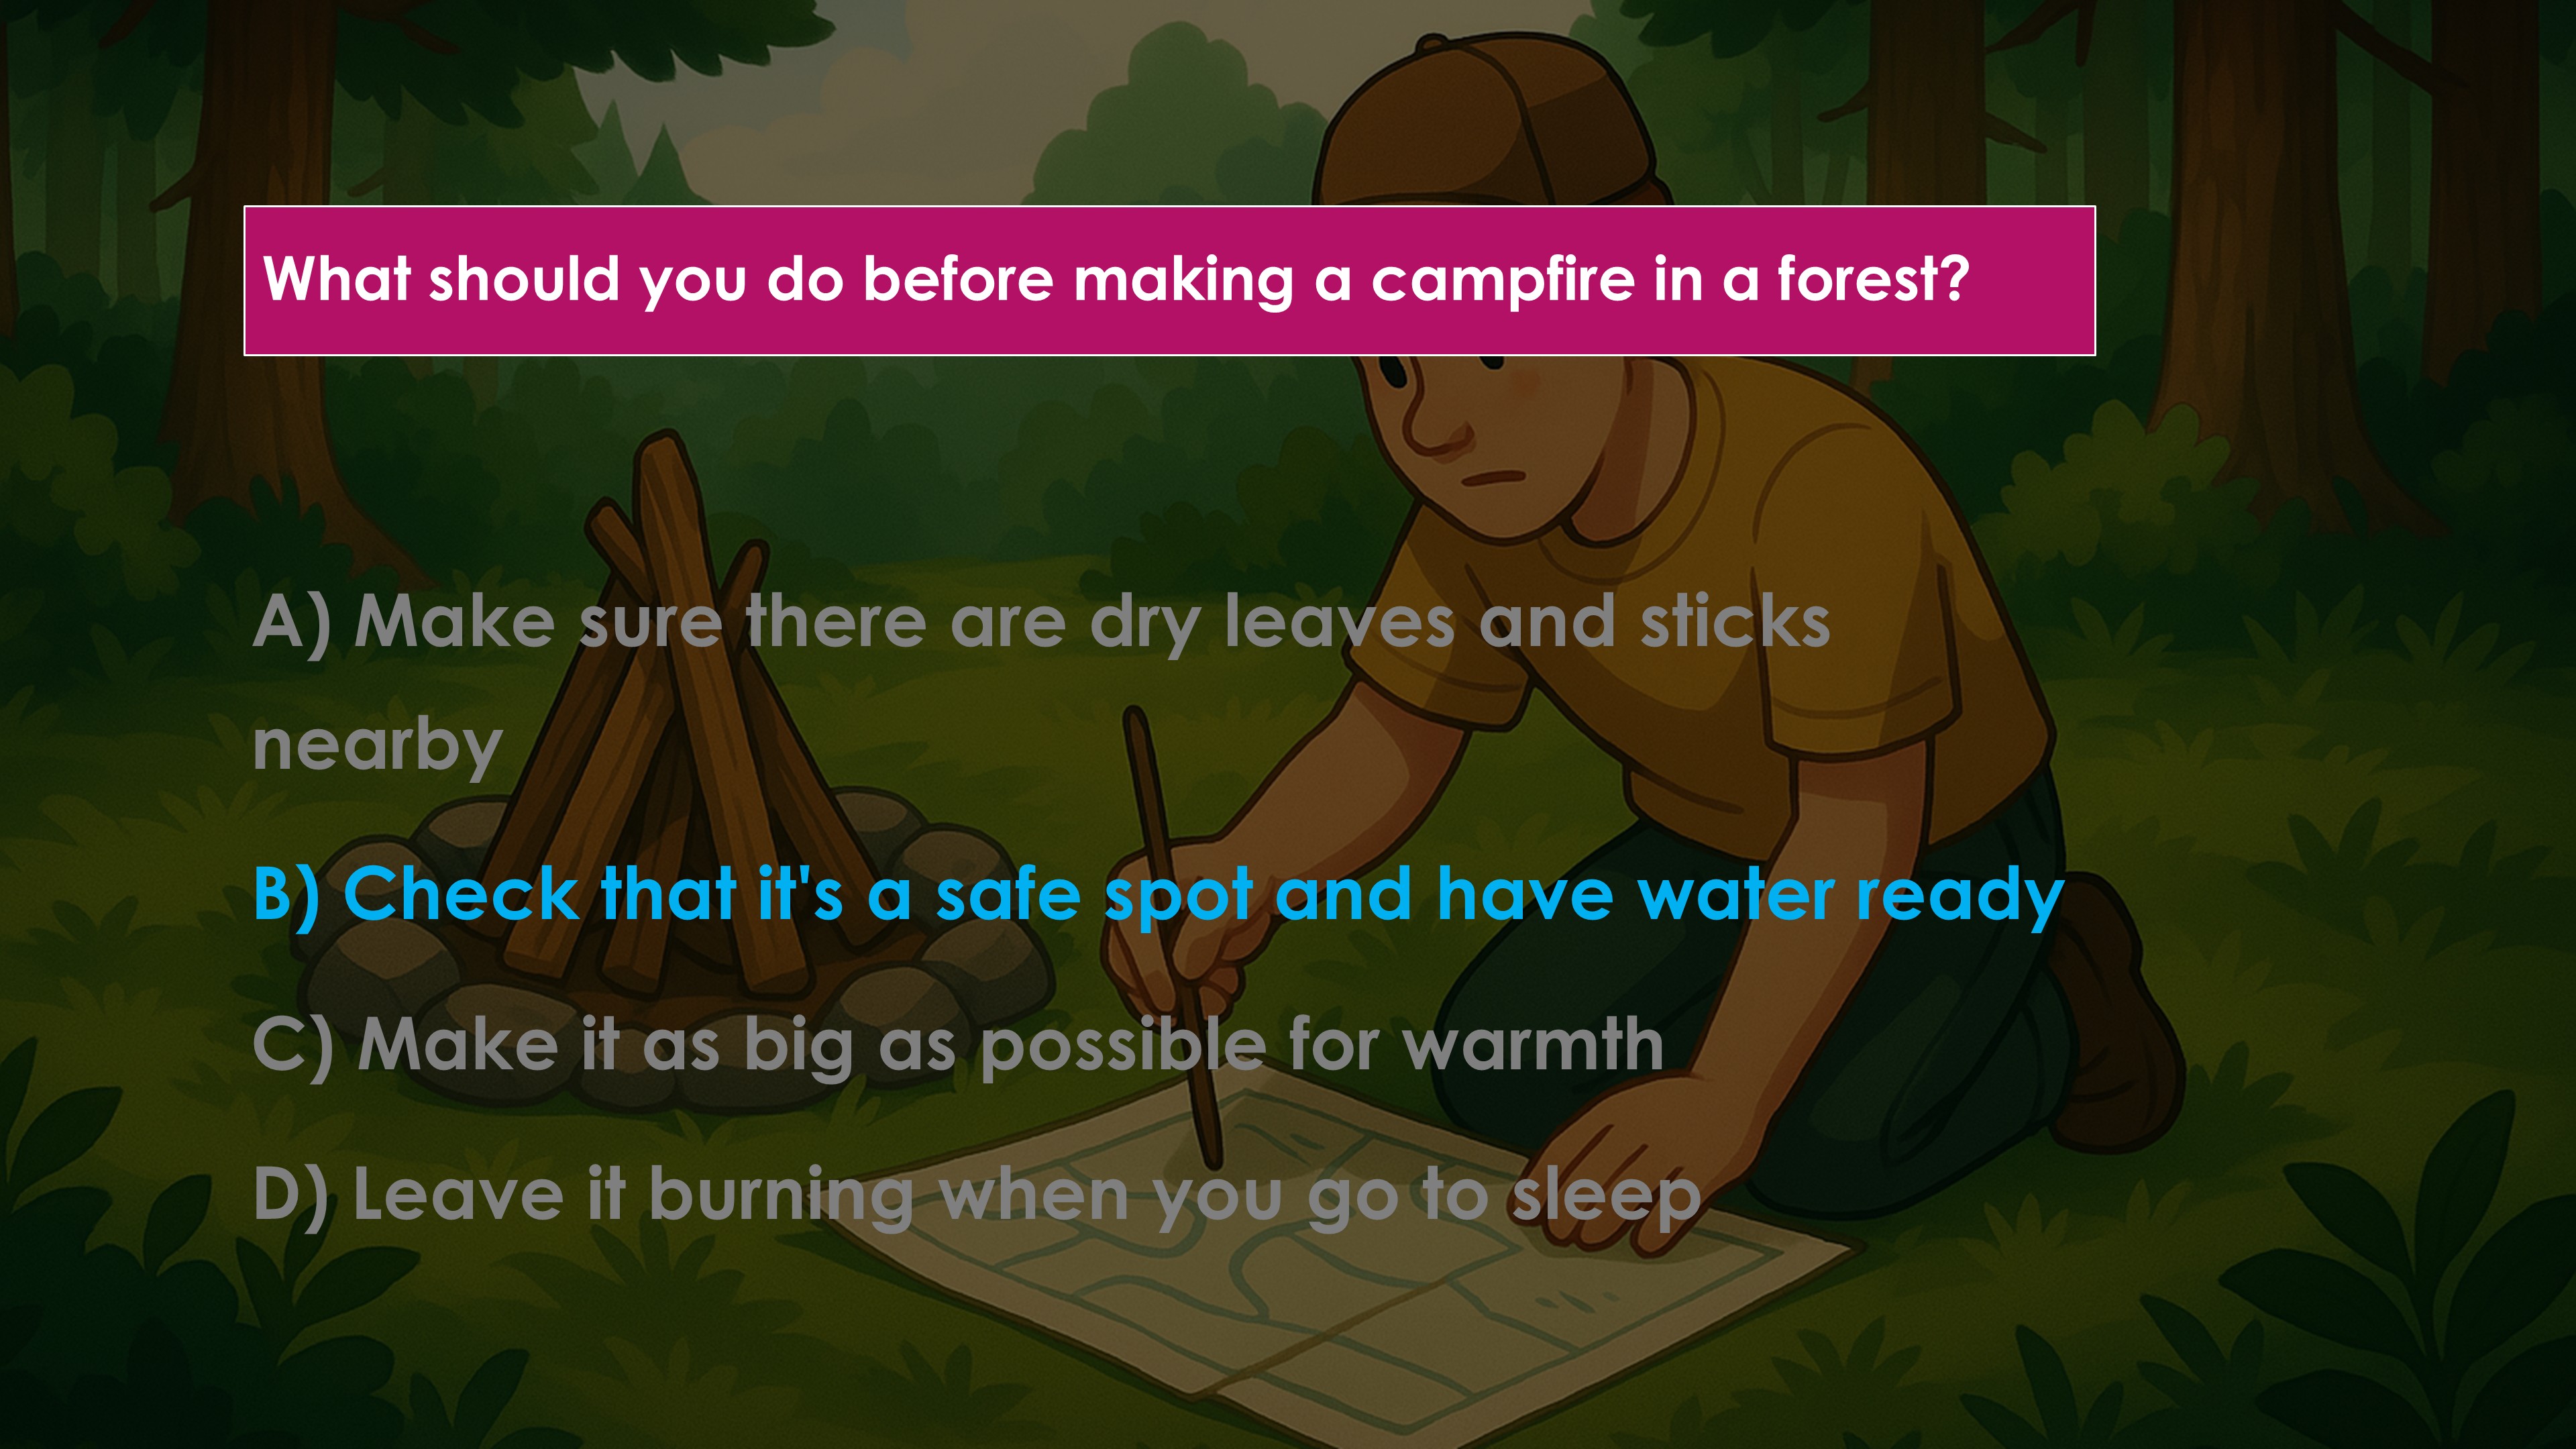 What should you do before making a campfire in a forest?
A) Make sure there are dry leaves and sticks
nearby
B) Check that it's a safe spot and have water ready
C) Make it as big as possible for warmth
D) Leave it burning when you go to sleep